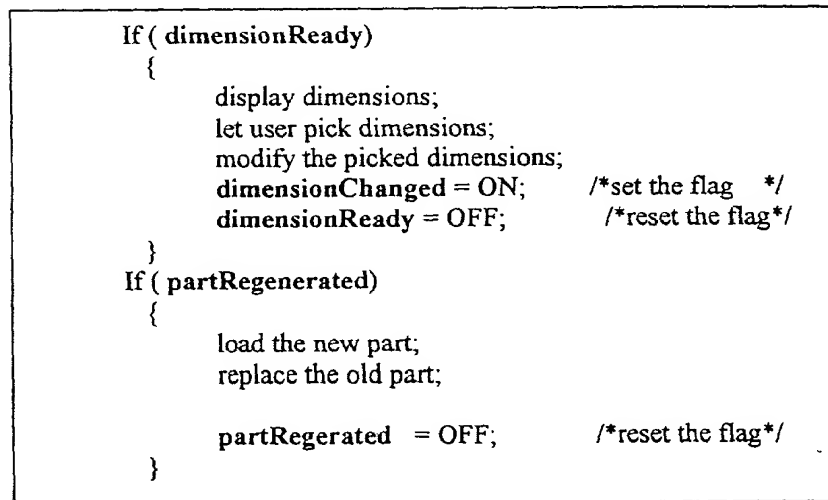 If ( dimensionReady)
{
display dimensions;
let user pick dimensions;
modify the picked dimensions;
dimensionChanged = ON; /*set the flag */
dimensionReady = OFF; /*reset the flag*/
}
If ( partRegenerated)
{
load the new part;
replace the old part;
partRegerated = OFF; /*reset the flag*/
}